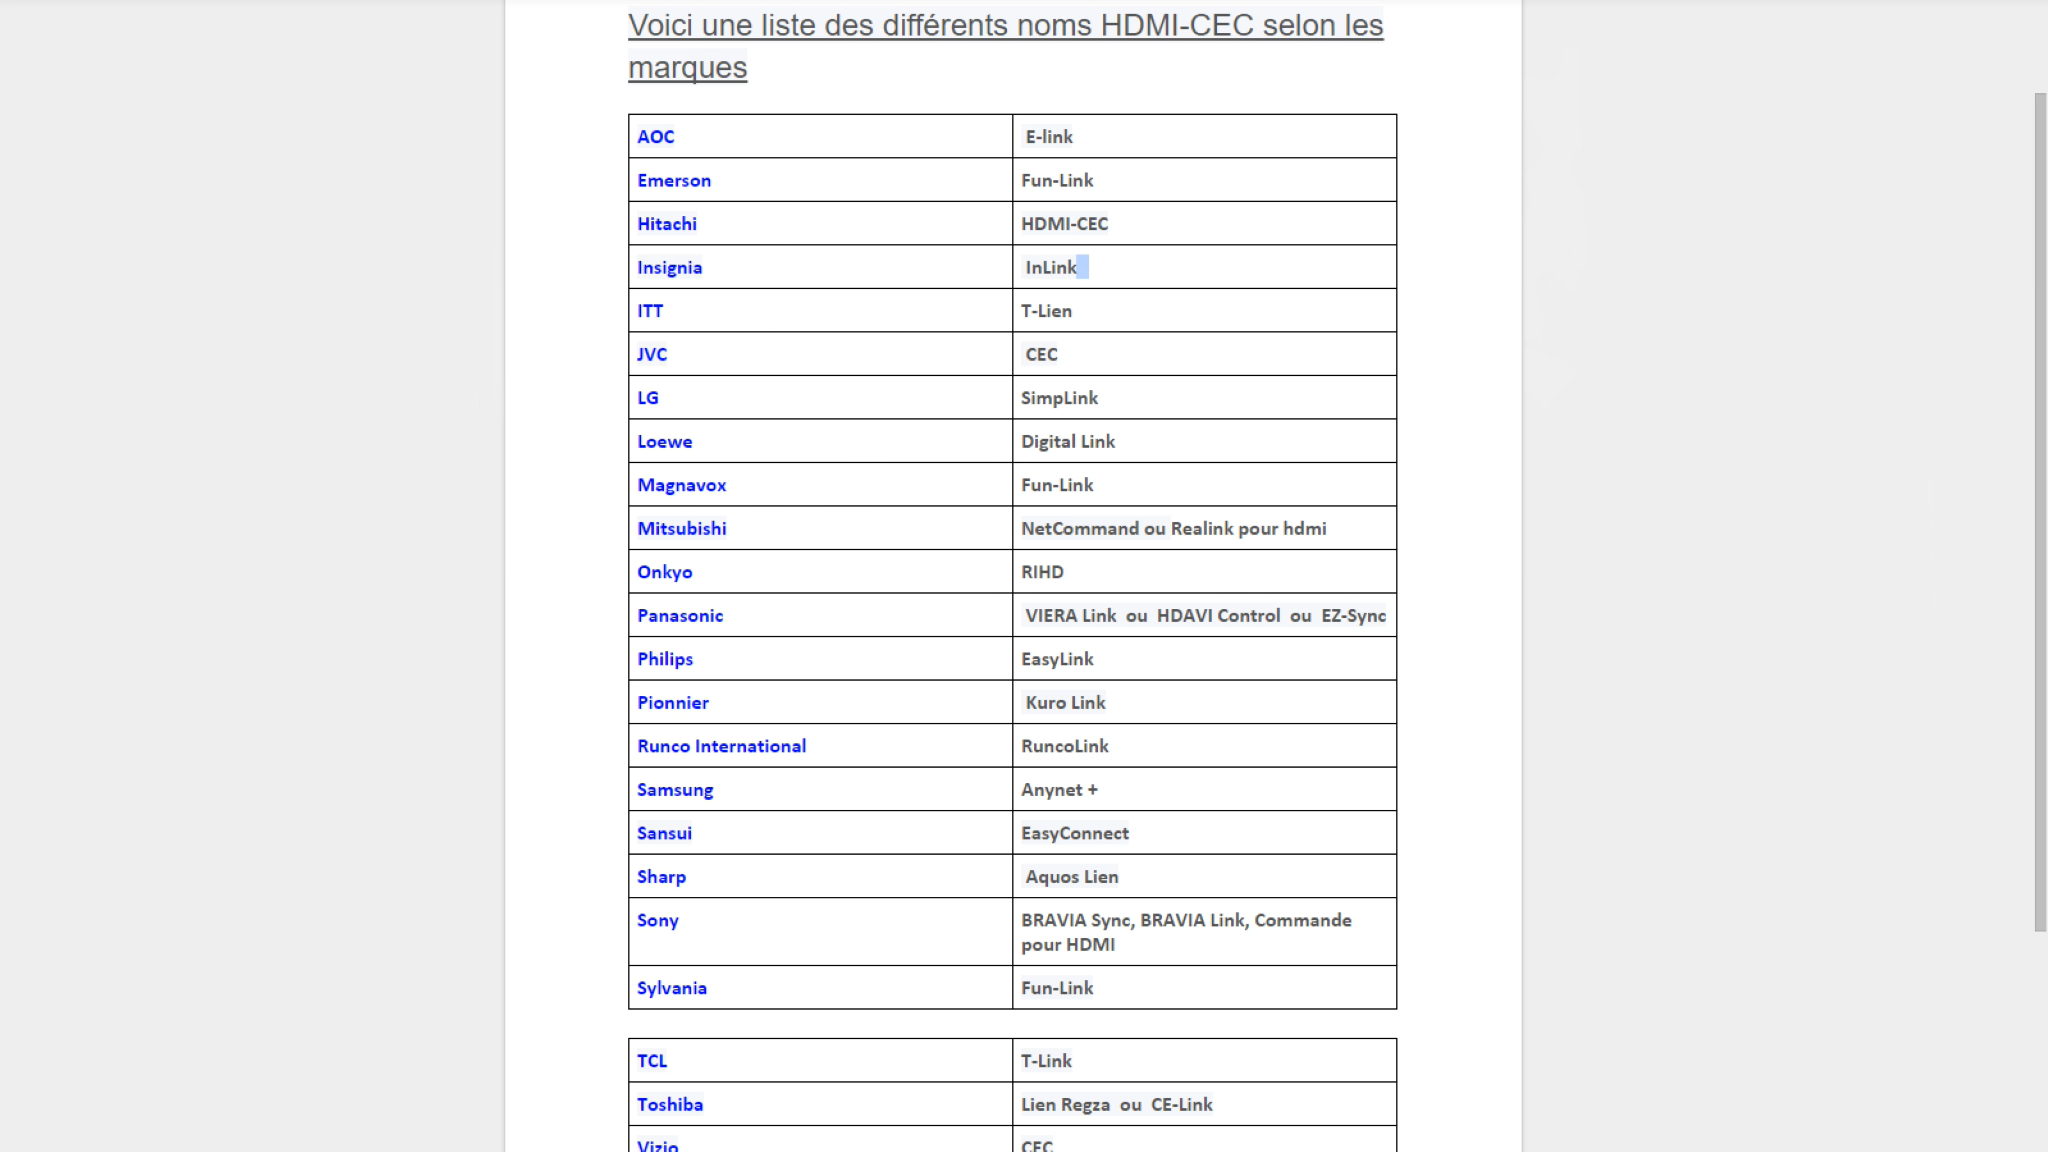 Voici une liste des différents noms HDMI-CEC selon les
marques
AOC E-link
Emerson Fun-Link
Hitachi HDMI-CEC
Insignia InLink
ITT T-Lien
JVC CEC
LG SimpLink
Loewe Digital Link
Magnavox Fun-Link
Mitsubishi NetCommand ou Realink pour hdmi
Onkyo RIHD
Panasonic VIERA Link ou HDAVI Control ou EZ-Sync
Philips EasyLink
Pionnier Kuro Link
Runco International RuncoLink
Samsung Anynet +
Sansui EasyConnect
Sharp Aquos Lien
Sony BRAVIA Sync, BRAVIA Link, Commande
pour HDMI
Sylvania Fun-Link
TCL T-Link
Toshiba Lien Regza ou CE-Link
Vizio CEC